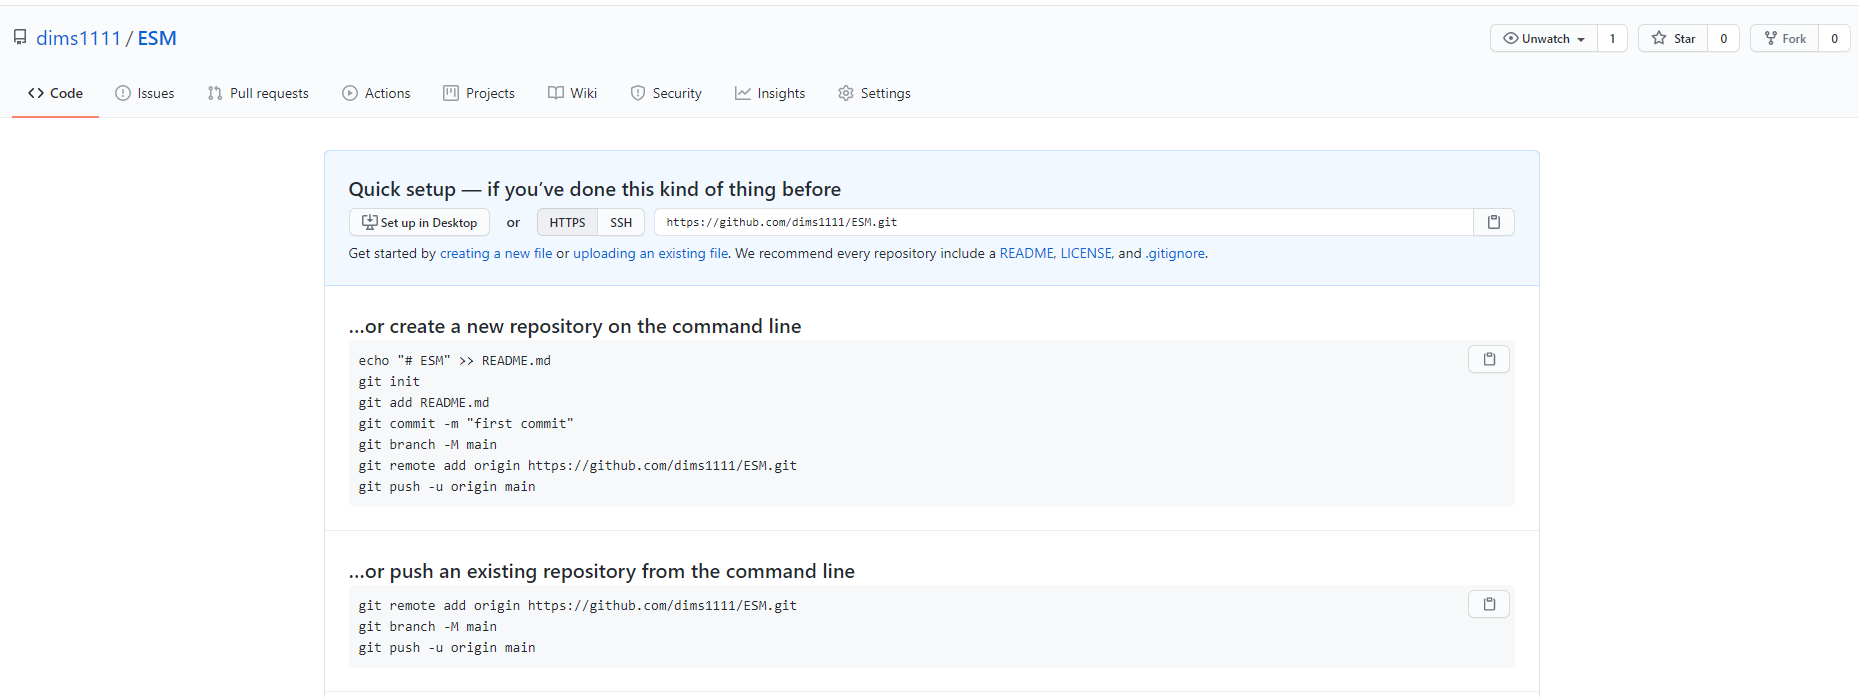 dims1111 / ESM
Unwatch 1 Star 0 Fork 0
Code Issues Pull requests Actions Projects Wiki Security Insights Settings
Quick setup — if you’ve done this kind of thing before
Set up in Desktop or HTTPS SSH https://github.com/dims1111/ESM.git
Get started by creating a new file or uploading an existing file. We recommend every repository include a README, LICENSE, and .gitignore.
…or create a new repository on the command line
echo "# ESM" >> README.md
git init
git add README.md
git commit -m "first commit"
git branch -M main
git remote add origin https://github.com/dims1111/ESM.git
git push -u origin main
…or push an existing repository from the command line
git remote add origin https://github.com/dims1111/ESM.git
git branch -M main
git push -u origin main